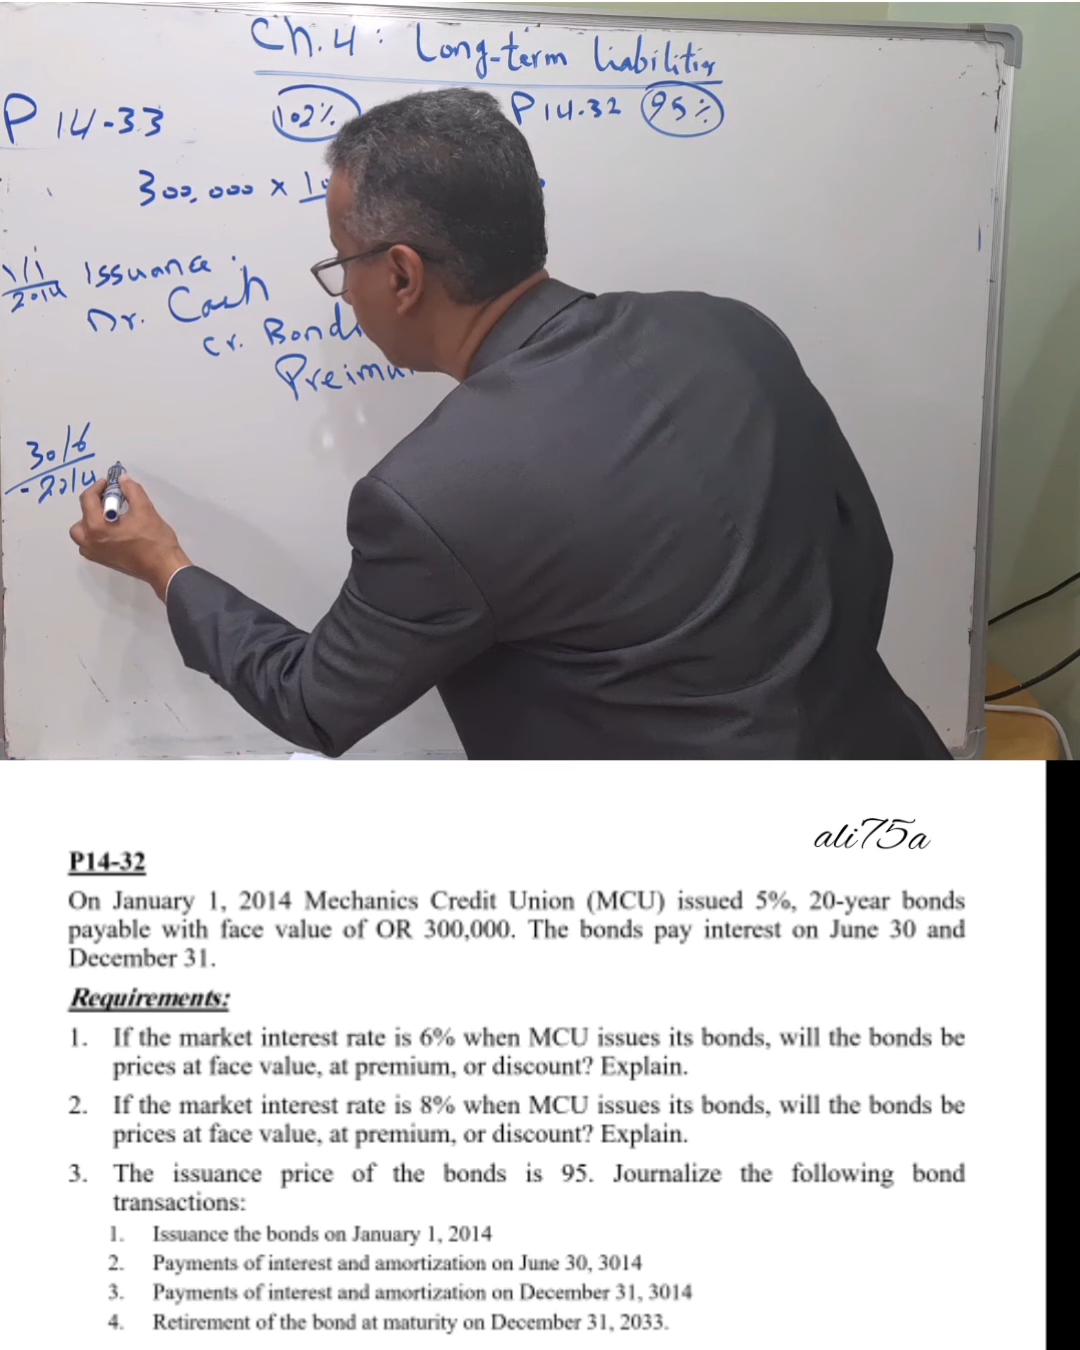 Ch.4: Long-term liabilities
P 14-33 102% P14.32 95%
300,000 ×
1/1 Issuance
2014 Dr. Cash
Cr. Bond
Preimu
30/6
2014
ali75a
P14-32
On January 1, 2014 Mechanics Credit Union (MCU) issued 5%, 20-year bonds
payable with face value of OR 300,000. The bonds pay interest on June 30 and
December 31.
Requirements:
1. If the market interest rate is 6% when MCU issues its bonds, will the bonds be
prices at face value, at premium, or discount? Explain.
2. If the market interest rate is 8% when MCU issues its bonds, will the bonds be
prices at face value, at premium, or discount? Explain.
3. The issuance price of the bonds is 95. Journalize the following bond
transactions:
1. Issuance the bonds on January 1, 2014
2. Payments of interest and amortization on June 30, 3014
3. Payments of interest and amortization on December 31, 3014
4. Retirement of the bond at maturity on December 31, 2033.